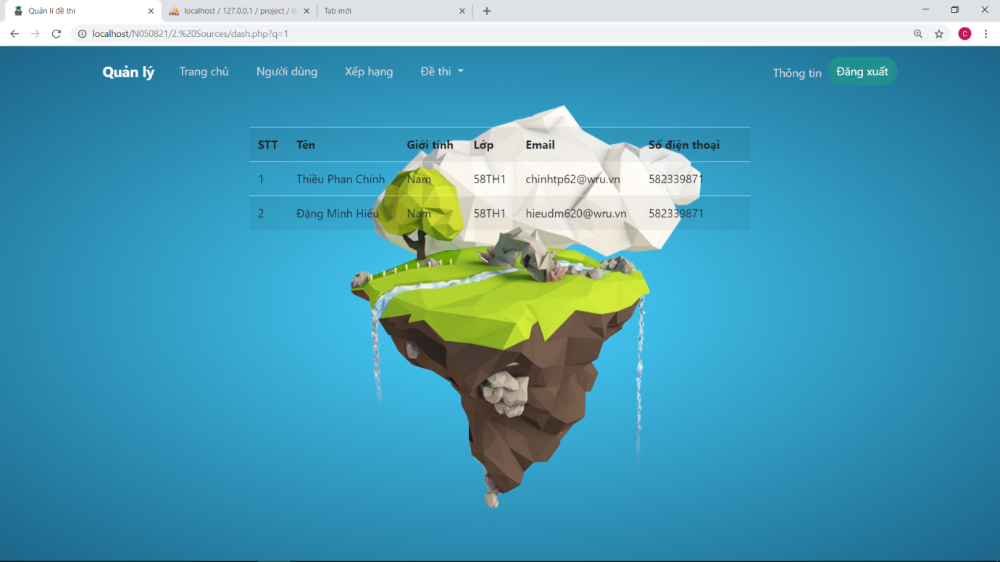 Quản lí đề thi
localhost / 127.0.0.1 / project / d
Tab mới
localhost/N050821/2.%20Sources/dash.php?q=1
C
Quản lý Trang chủ Người dùng Xếp hạng Đề thi Thông tin Đăng xuất
STT Tên Giới tính Lớp Email Số điện thoại
1 Thiều Phan Chính Nam 58TH1 chinhtp62@wru.vn 582339871
2 Đặng Minh Hiếu Nam 58TH1 hieudm620@wru.vn 582339871